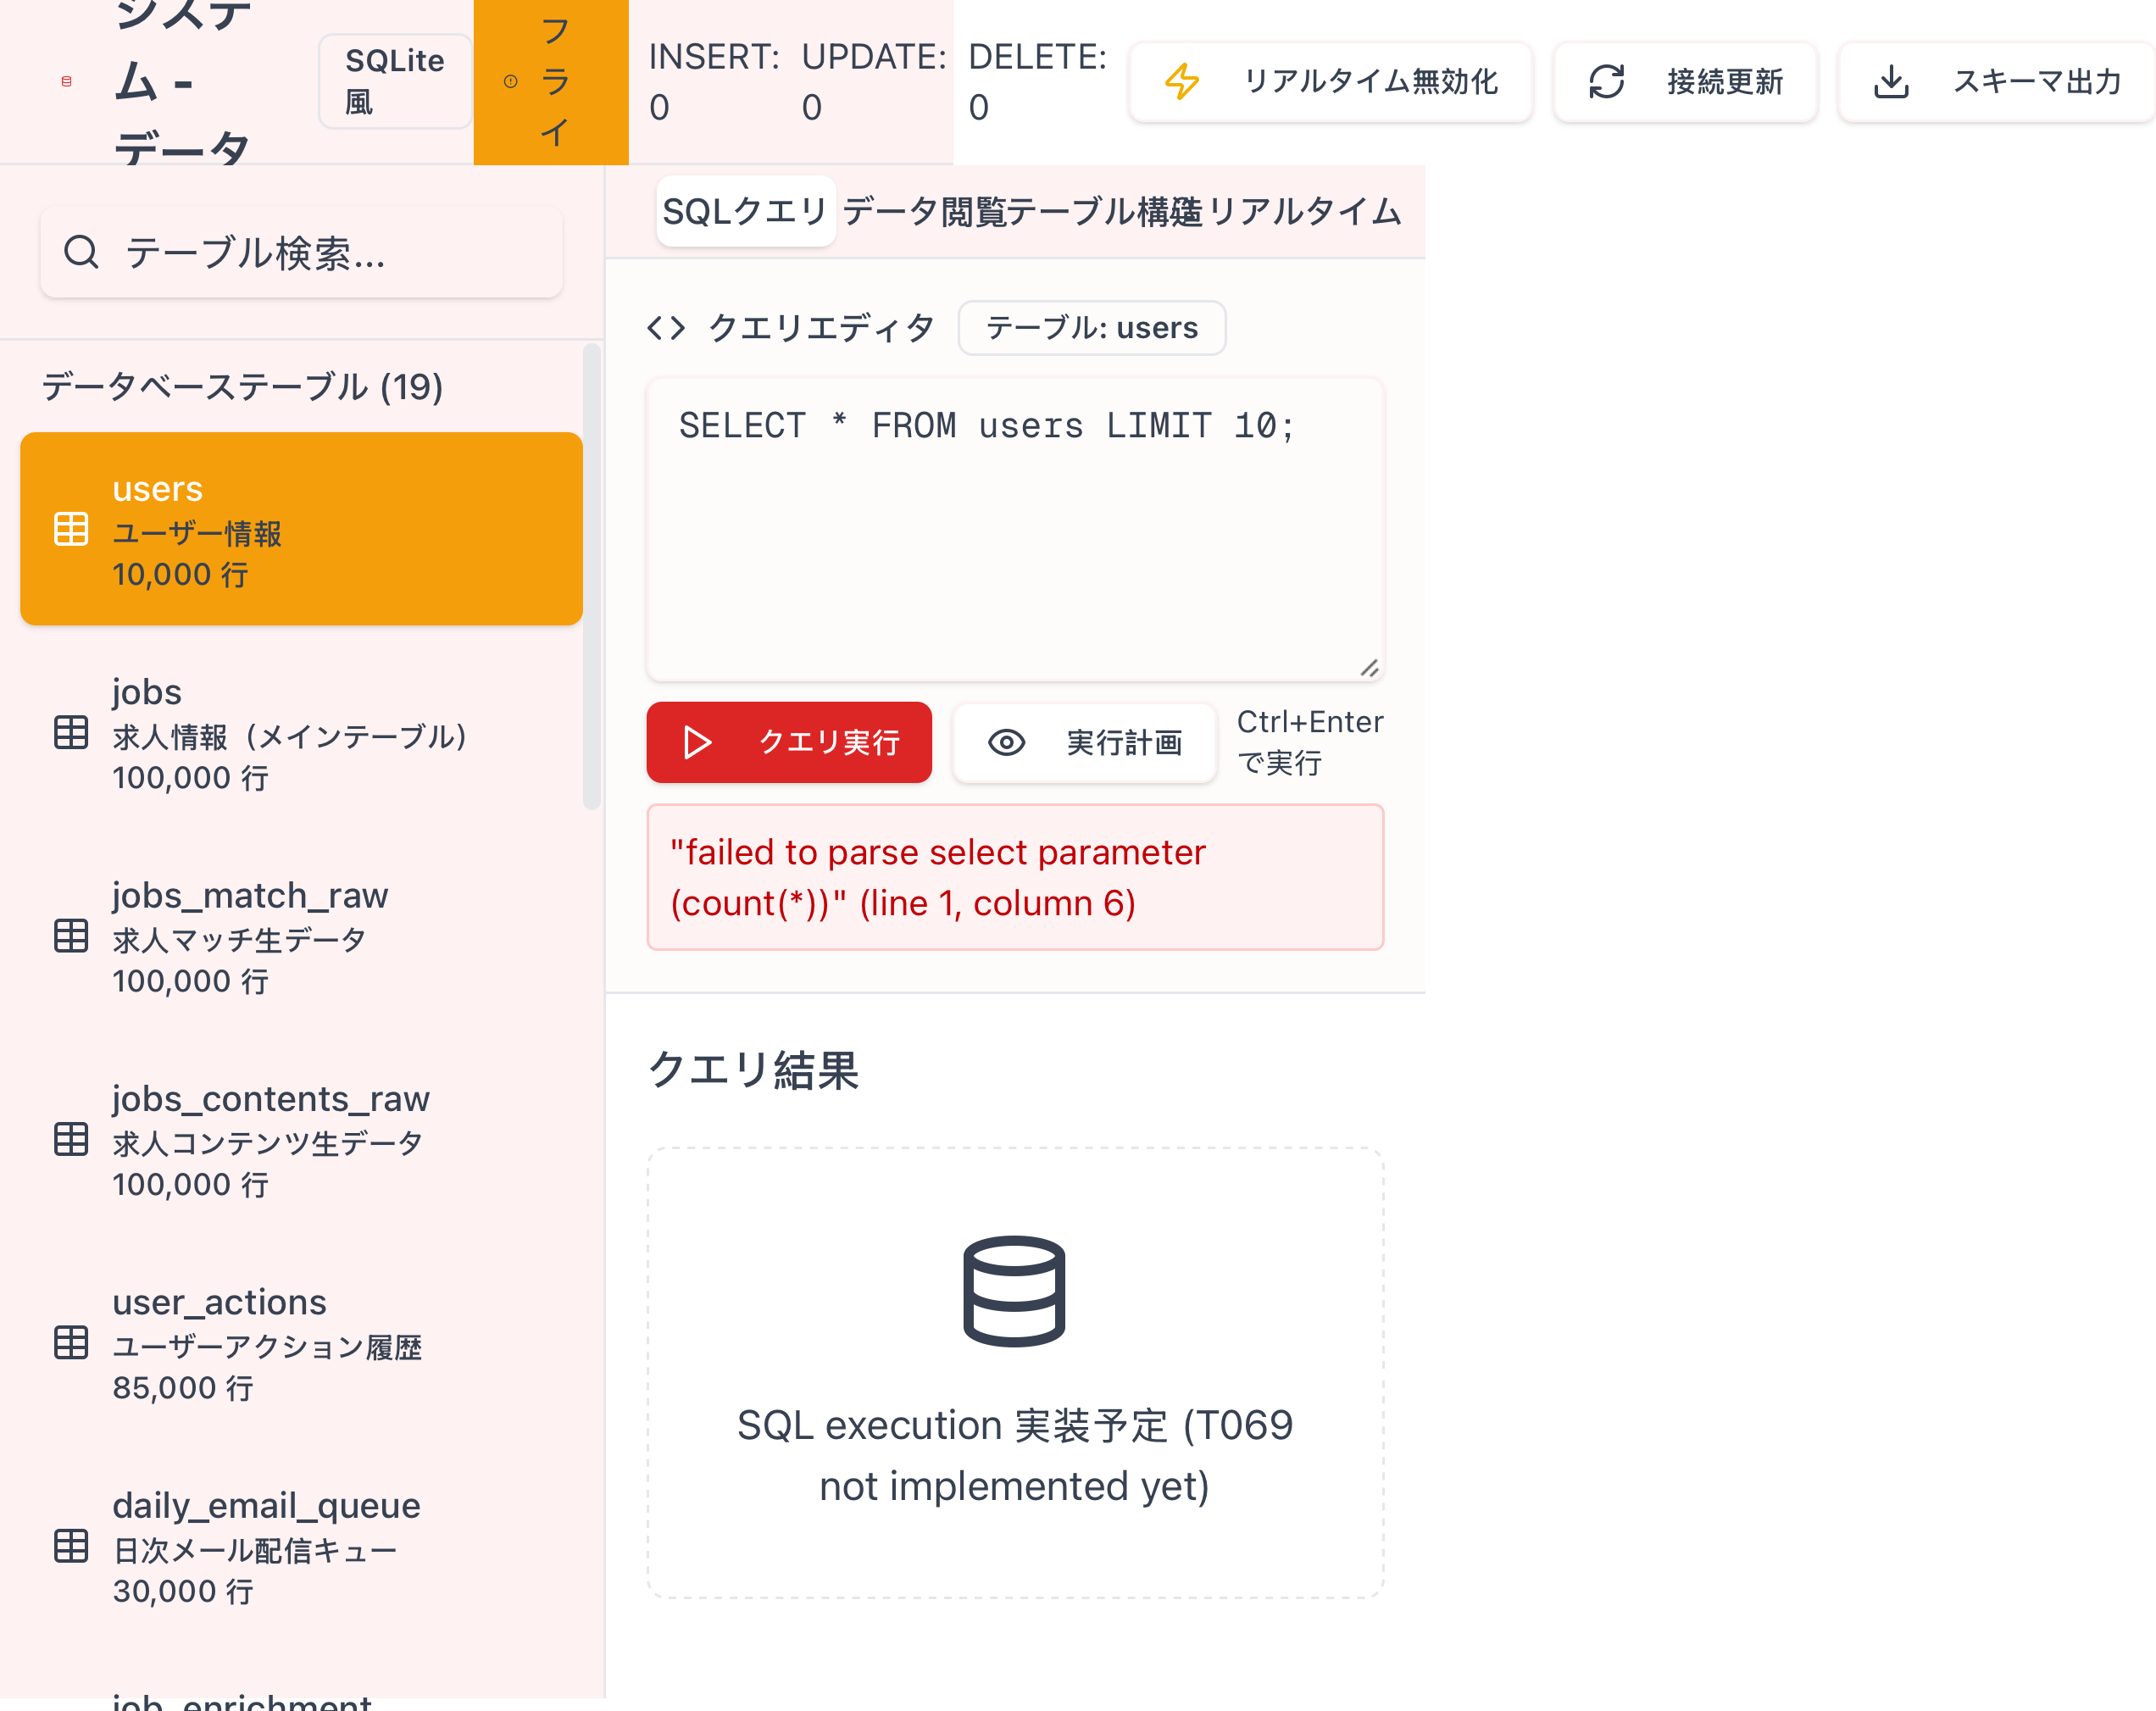 システ
ム -
データ
SQLite
風
フ
ラ
イ
INSERT:
0
UPDATE:
0
DELETE:
0
リアルタイム無効化
接続更新
スキーマ出力
テーブル検索...
データベーステーブル (19)
users
ユーザー情報
10,000 行
jobs
求人情報（メインテーブル）
100,000 行
jobs_match_raw
求人マッチ生データ
100,000 行
jobs_contents_raw
求人コンテンツ生データ
100,000 行
user_actions
ユーザーアクション履歴
85,000 行
daily_email_queue
日次メール配信キュー
30,000 行
job_enrichment
SQLクエリ
データ閲覧
テーブル構造
リアルタイム
クエリエディタ
テーブル: users
SELECT * FROM users LIMIT 10;
クエリ実行
実行計画
Ctrl+Enter
で実行
"failed to parse select parameter
(count(*))" (line 1, column 6)
クエリ結果
SQL execution 実装予定 (T069
not implemented yet)